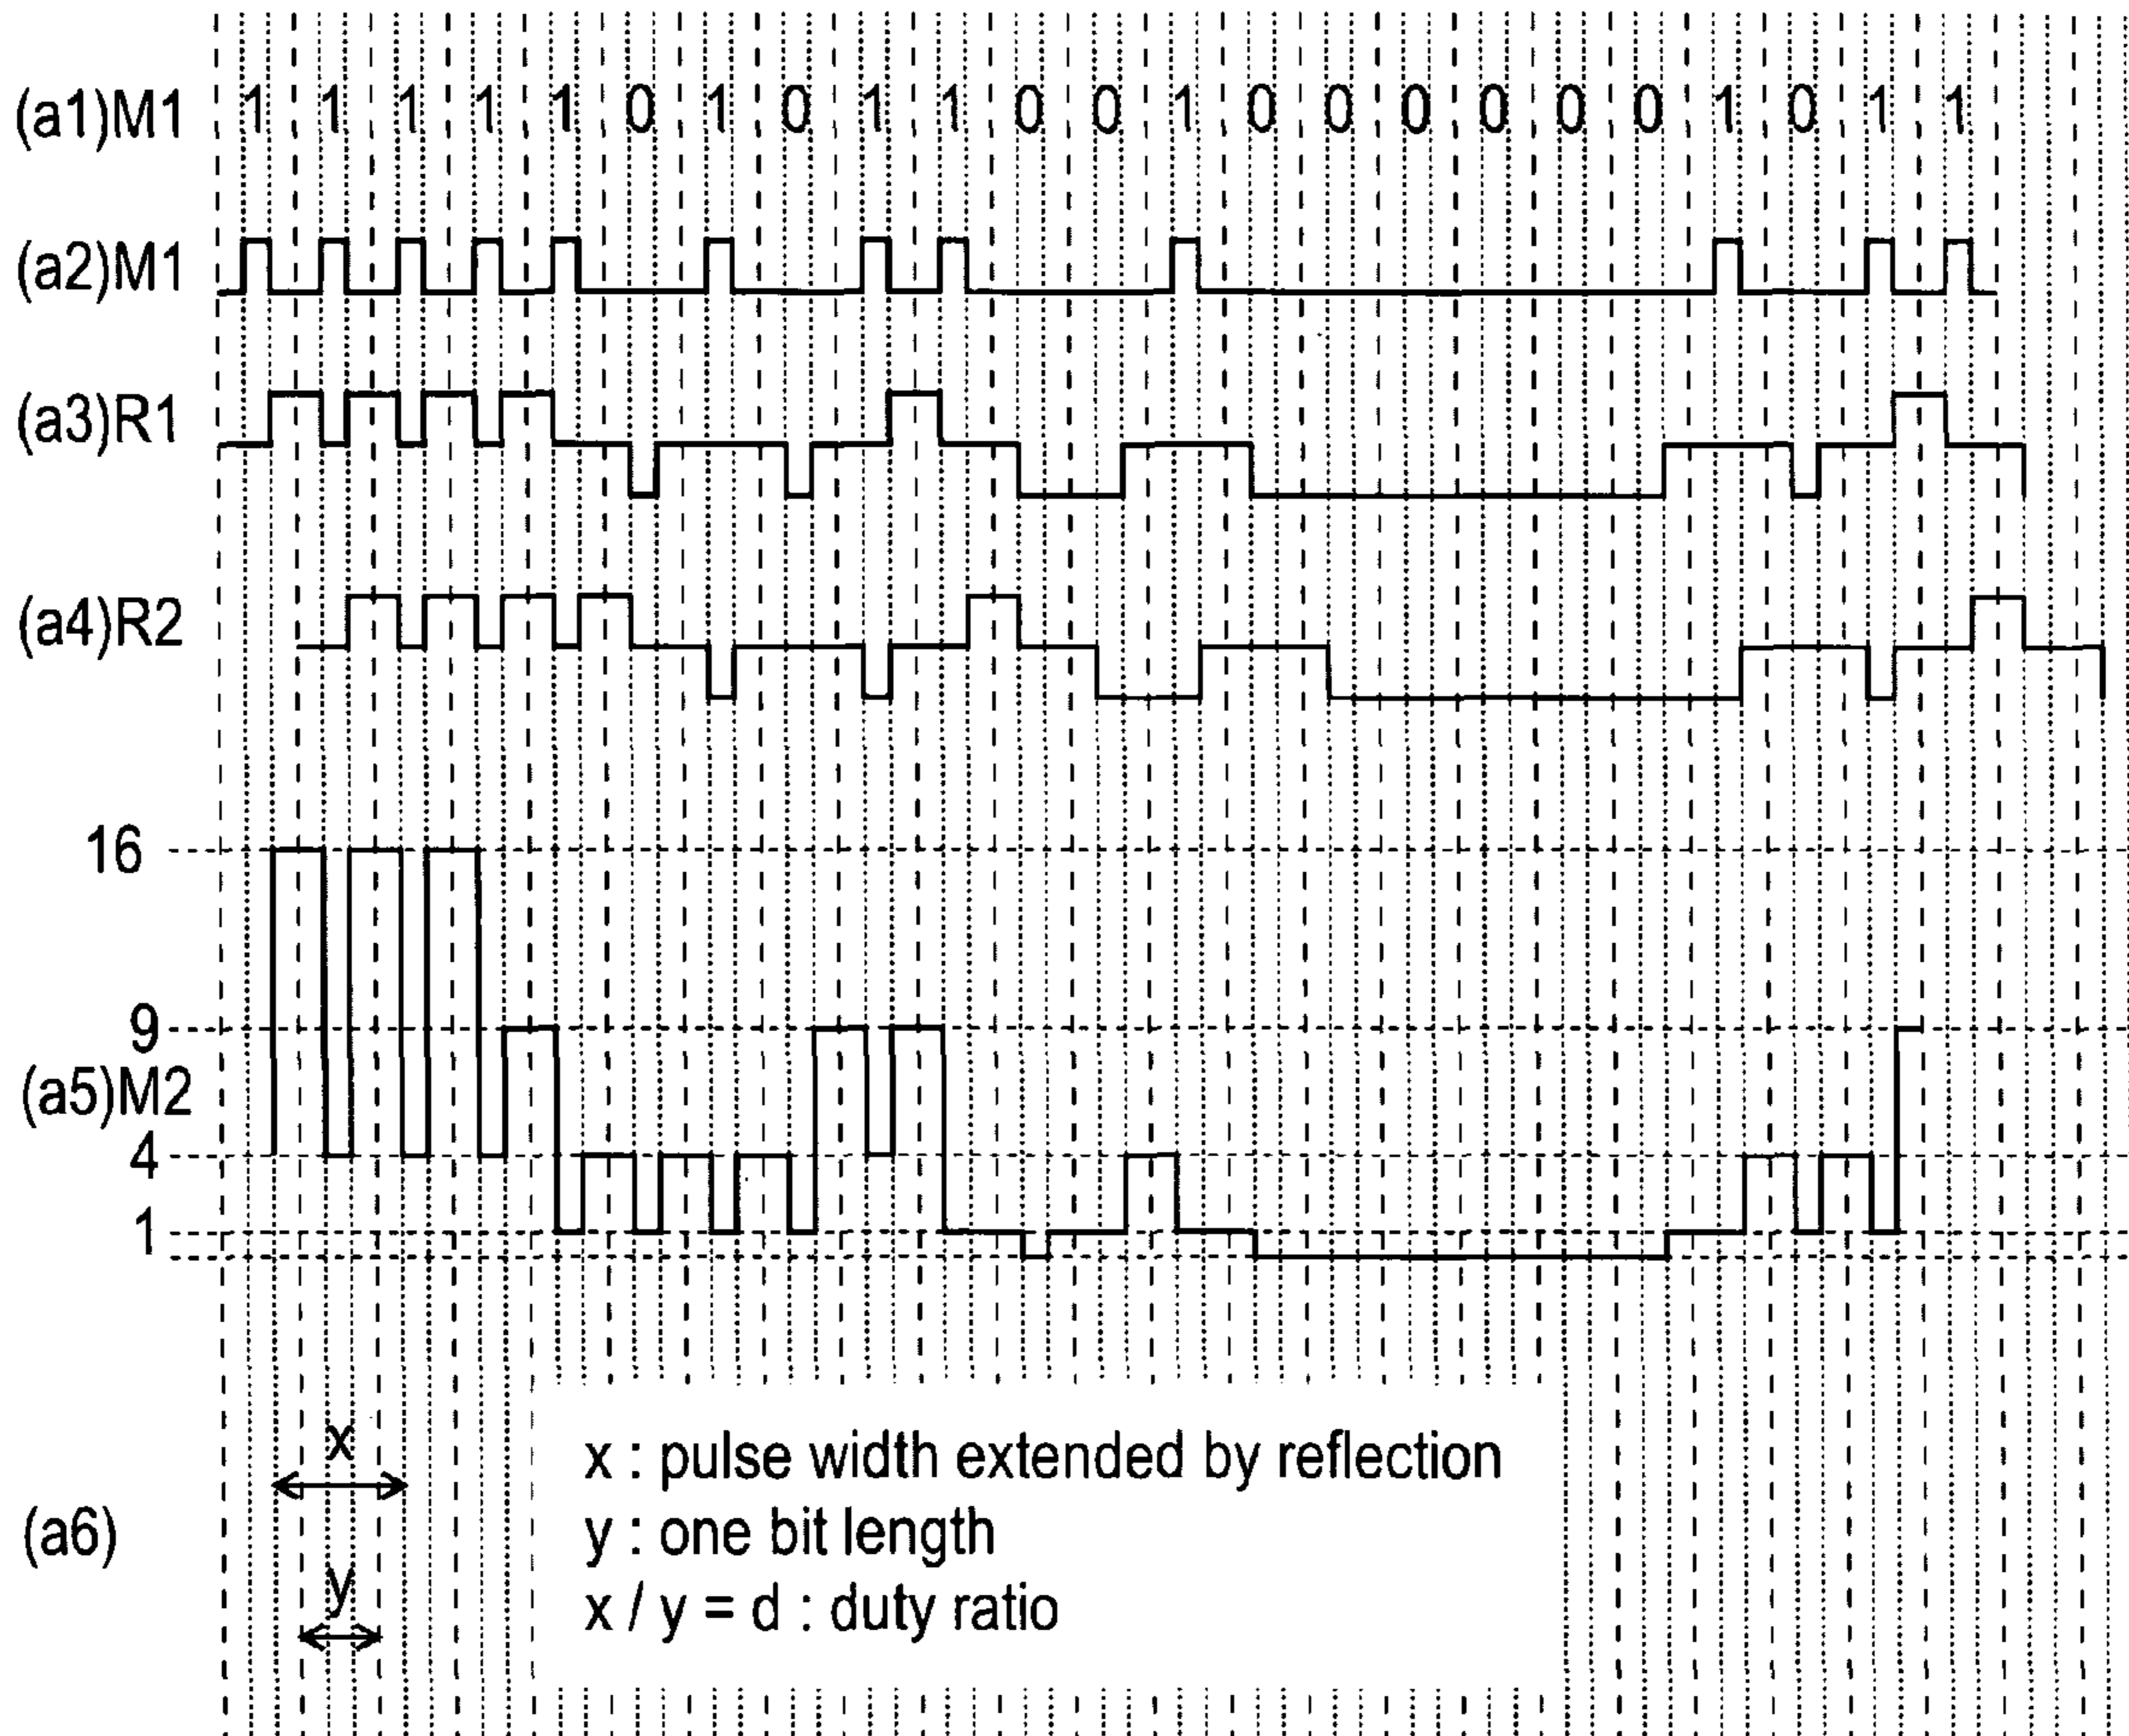 (a1)M1 1 1 1 1 1 0 1 0 1 1 0 0 1 0 0 0 0 0 0 1 0 1 1
(a2)M1
(a3)R1
(a4)R2
16
9
(a5)M2
4
1
x
x : pulse width extended by reflection
(a6)
y : one bit length
y
x / y = d : duty ratio